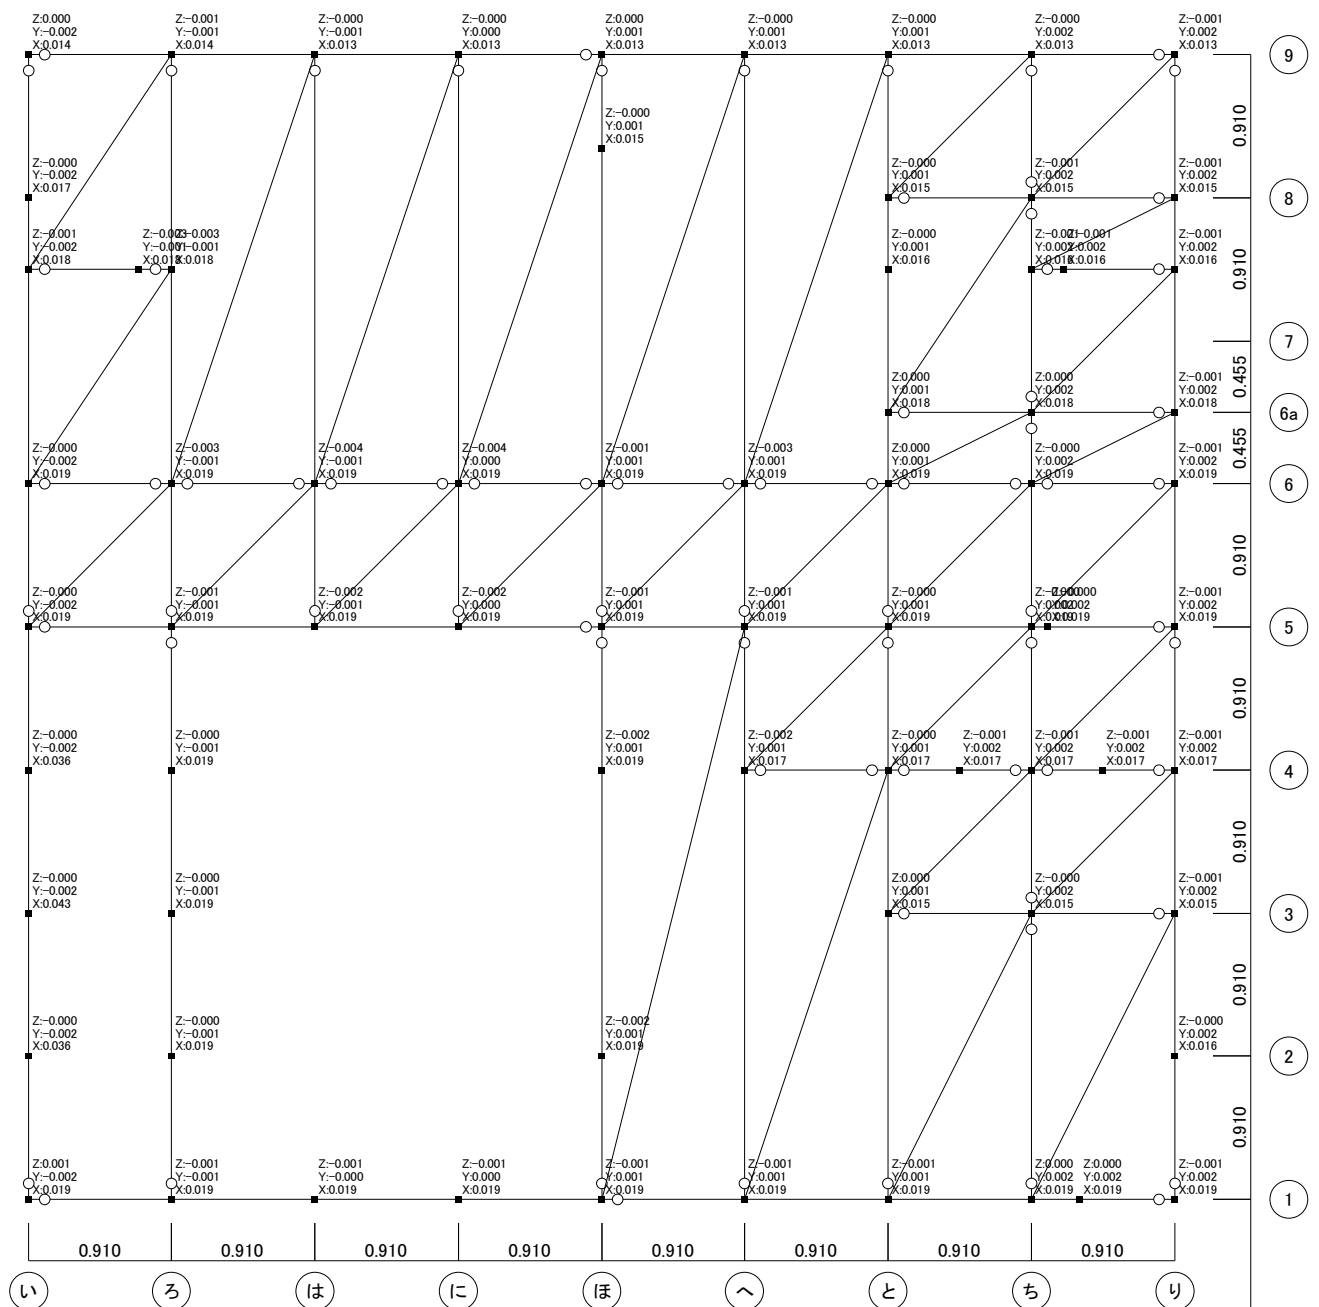 Z:0.000
Y:-0.002
X:0.014
Z:-0.001
Y:-0.001
X:0.014
Z:-0.000
Y:-0.001
X:0.013
Z:-0.000
Y:0.000
X:0.013
Z:0.000
Y:0.001
X:0.013
Z:-0.000
Y:0.001
X:0.013
Z:-0.000
Y:0.001
X:0.013
Z:-0.000
Y:0.002
X:0.013
Z:-0.001
Y:0.002
X:0.013
9
Z:-0.000
Y:0.001
X:0.015
0.910
Z:-0.000
Y:-0.002
X:0.017
Z:-0.000
Y:0.001
X:0.015
Z:-0.001
Y:0.002
X:0.015
Z:-0.001
Y:0.002
X:0.015
8
Z:-0.001
Y:-0.002
X:0.018
Z:-0.003
Y:-0.001
X:0.018
Z:-0.000
Y:0.001
X:0.016
Z:-0.001
Y:0.002
X:0.016
Z:-0.001
Y:0.002
X:0.016
0.910
7
0.455
Z:0.000
Y:0.001
X:0.018
Z:0.000
Y:0.002
X:0.018
Z:-0.001
Y:0.002
X:0.018
6a
0.455
Z:-0.000
Y:-0.002
X:0.019
Z:-0.003
Y:-0.001
X:0.019
Z:-0.004
Y:-0.001
X:0.019
Z:-0.004
Y:0.000
X:0.019
Z:-0.001
Y:0.001
X:0.019
Z:-0.003
Y:0.001
X:0.019
Z:0.000
Y:0.001
X:0.019
Z:-0.000
Y:0.002
X:0.019
Z:-0.001
Y:0.002
X:0.019
6
0.910
Z:-0.000
Y:-0.002
X:0.019
Z:-0.001
Y:-0.001
X:0.019
Z:-0.002
Y:-0.001
X:0.019
Z:-0.002
Y:0.000
X:0.019
Z:-0.001
Y:0.001
X:0.019
Z:-0.001
Y:0.001
X:0.019
Z:-0.000
Y:0.001
X:0.019
Z:-0.001
Y:0.002
X:0.019
5
0.910
Z:-0.000
Y:-0.002
X:0.036
Z:-0.000
Y:-0.001
X:0.019
Z:-0.002
Y:0.001
X:0.019
Z:-0.002
Y:0.001
X:0.017
Z:-0.000
Y:0.001
X:0.017
Z:-0.001
Y:0.002
X:0.017
Z:-0.001
Y:0.002
X:0.017
Z:-0.001
Y:0.002
X:0.017
Z:-0.001
Y:0.002
X:0.017
4
0.910
Z:-0.000
Y:-0.002
X:0.043
Z:-0.000
Y:-0.001
X:0.019
Z:0.000
Y:0.001
X:0.015
Z:-0.000
Y:0.002
X:0.015
Z:-0.001
Y:0.002
X:0.015
3
0.910
Z:-0.000
Y:-0.002
X:0.036
Z:-0.000
Y:-0.001
X:0.019
Z:-0.002
Y:0.001
X:0.019
Z:-0.000
Y:0.002
X:0.016
2
0.910
Z:0.001
Y:-0.002
X:0.019
Z:-0.001
Y:-0.001
X:0.019
Z:-0.001
Y:-0.000
X:0.019
Z:-0.001
Y:0.000
X:0.019
Z:-0.001
Y:0.001
X:0.019
Z:-0.001
Y:0.001
X:0.019
Z:-0.001
Y:0.001
X:0.019
Z:0.000
Y:0.002
X:0.019
Z:0.000
Y:0.002
X:0.019
Z:-0.001
Y:0.002
X:0.019
1
0.910 0.910 0.910 0.910 0.910 0.910 0.910 0.910
い ろ は に ほ へ と ち り